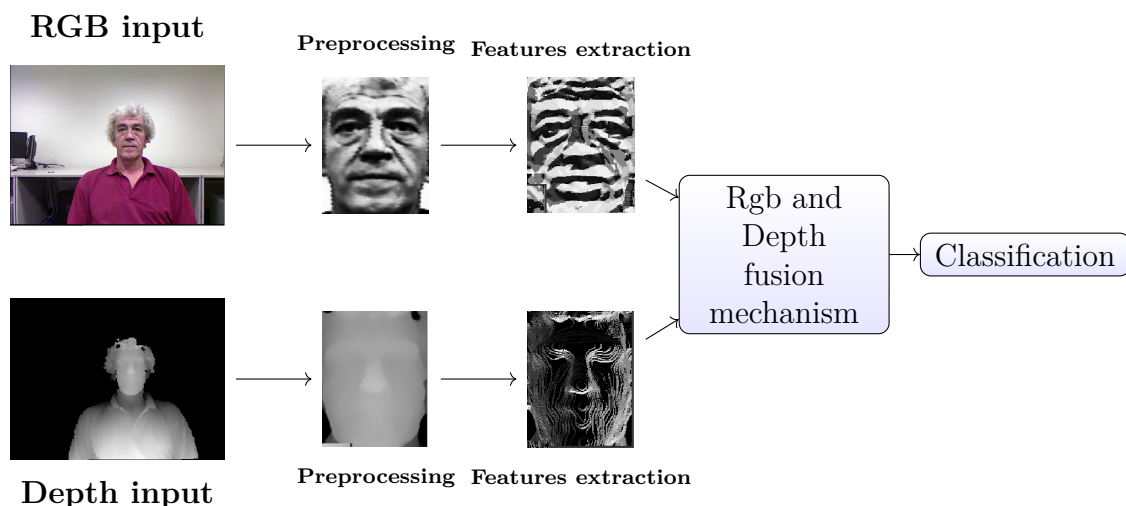 RGB input
Preprocessing
Features extraction
Rgb and
Depth
fusion
mechanism
Classification
Preprocessing
Features extraction
Depth input